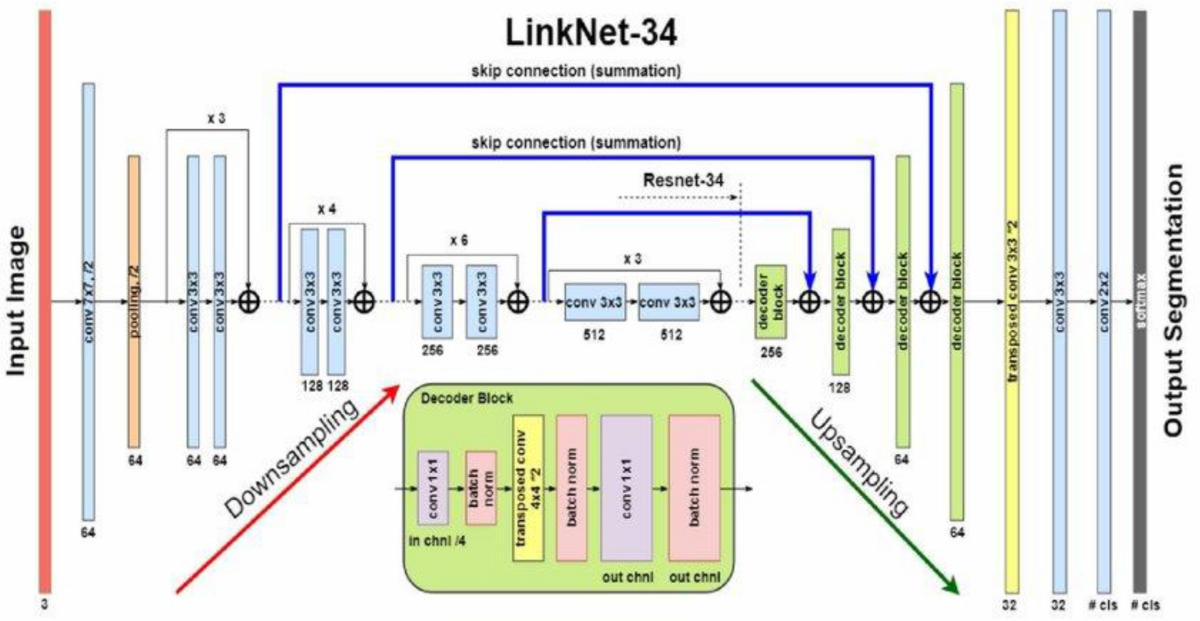 LinkNet-34
skip connection (summation)
skip connection (summation)
Resnet-34
Input Image
3
conv 7x7, /2
64
pooling, /2
64
x 3
conv 3x3
64
conv 3x3
64
x 4
conv 3x3
128
conv 3x3
128
x 6
conv 3x3
256
conv 3x3
256
x 3
conv 3x3
512
conv 3x3
512
decoder
block
256
decoder block
128
decoder block
64
decoder block
64
transposed conv 3x3 *2
32
conv 3x3
32
conv 2x2
# cls
softmax
# cls
Output Segmentation
Downsampling
Upsampling
Decoder Block
conv 1x1
in chnl /4
batch
norm
transposed conv
4x4 *2
batch norm
conv 1x1
out chnl
batch norm
out chnl